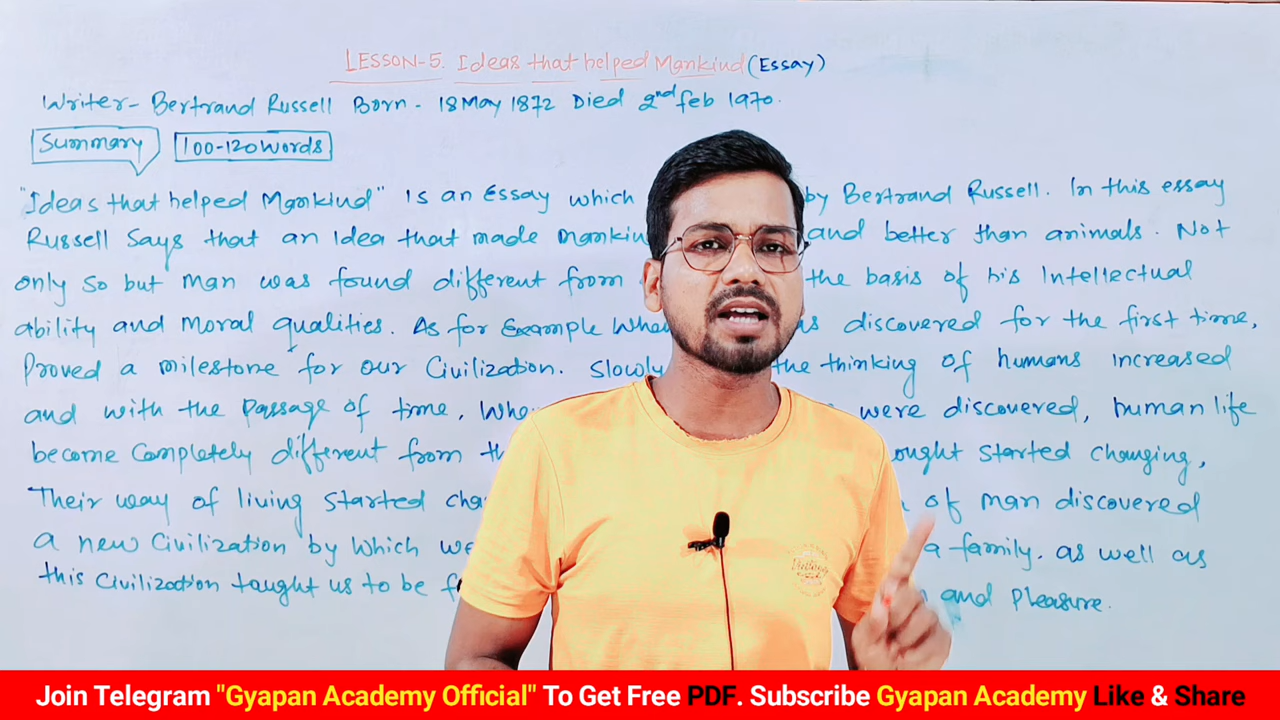 LESSON-5. Ideas that helped Mankind (Essay)
Writer- Bertrand Russell Born - 18 May 1872 Died 2nd feb 1970.
Summary 100-120 Words
"Ideas that helped Mankind" Is an Essay which by Bertrand Russell. In this essay
Russell Says that an Idea that made and better than animals. Not
only so but Man was found different from the basis of his Intellectual
ability and Moral qualities. As for Example discovered for the first time,
Proved a milestone for our Civilization. Slowly the thinking of humans increased
and with the passage of time, were discovered, human life
become Completely different from Started changing,
Their way of living started of man discovered
a new Civilization by which a family. as well as
this Civilization taught us to be and Pleasure.
Join Telegram "Gyapan Academy Official" To Get Free PDF. Subscribe Gyapan Academy Like & Share